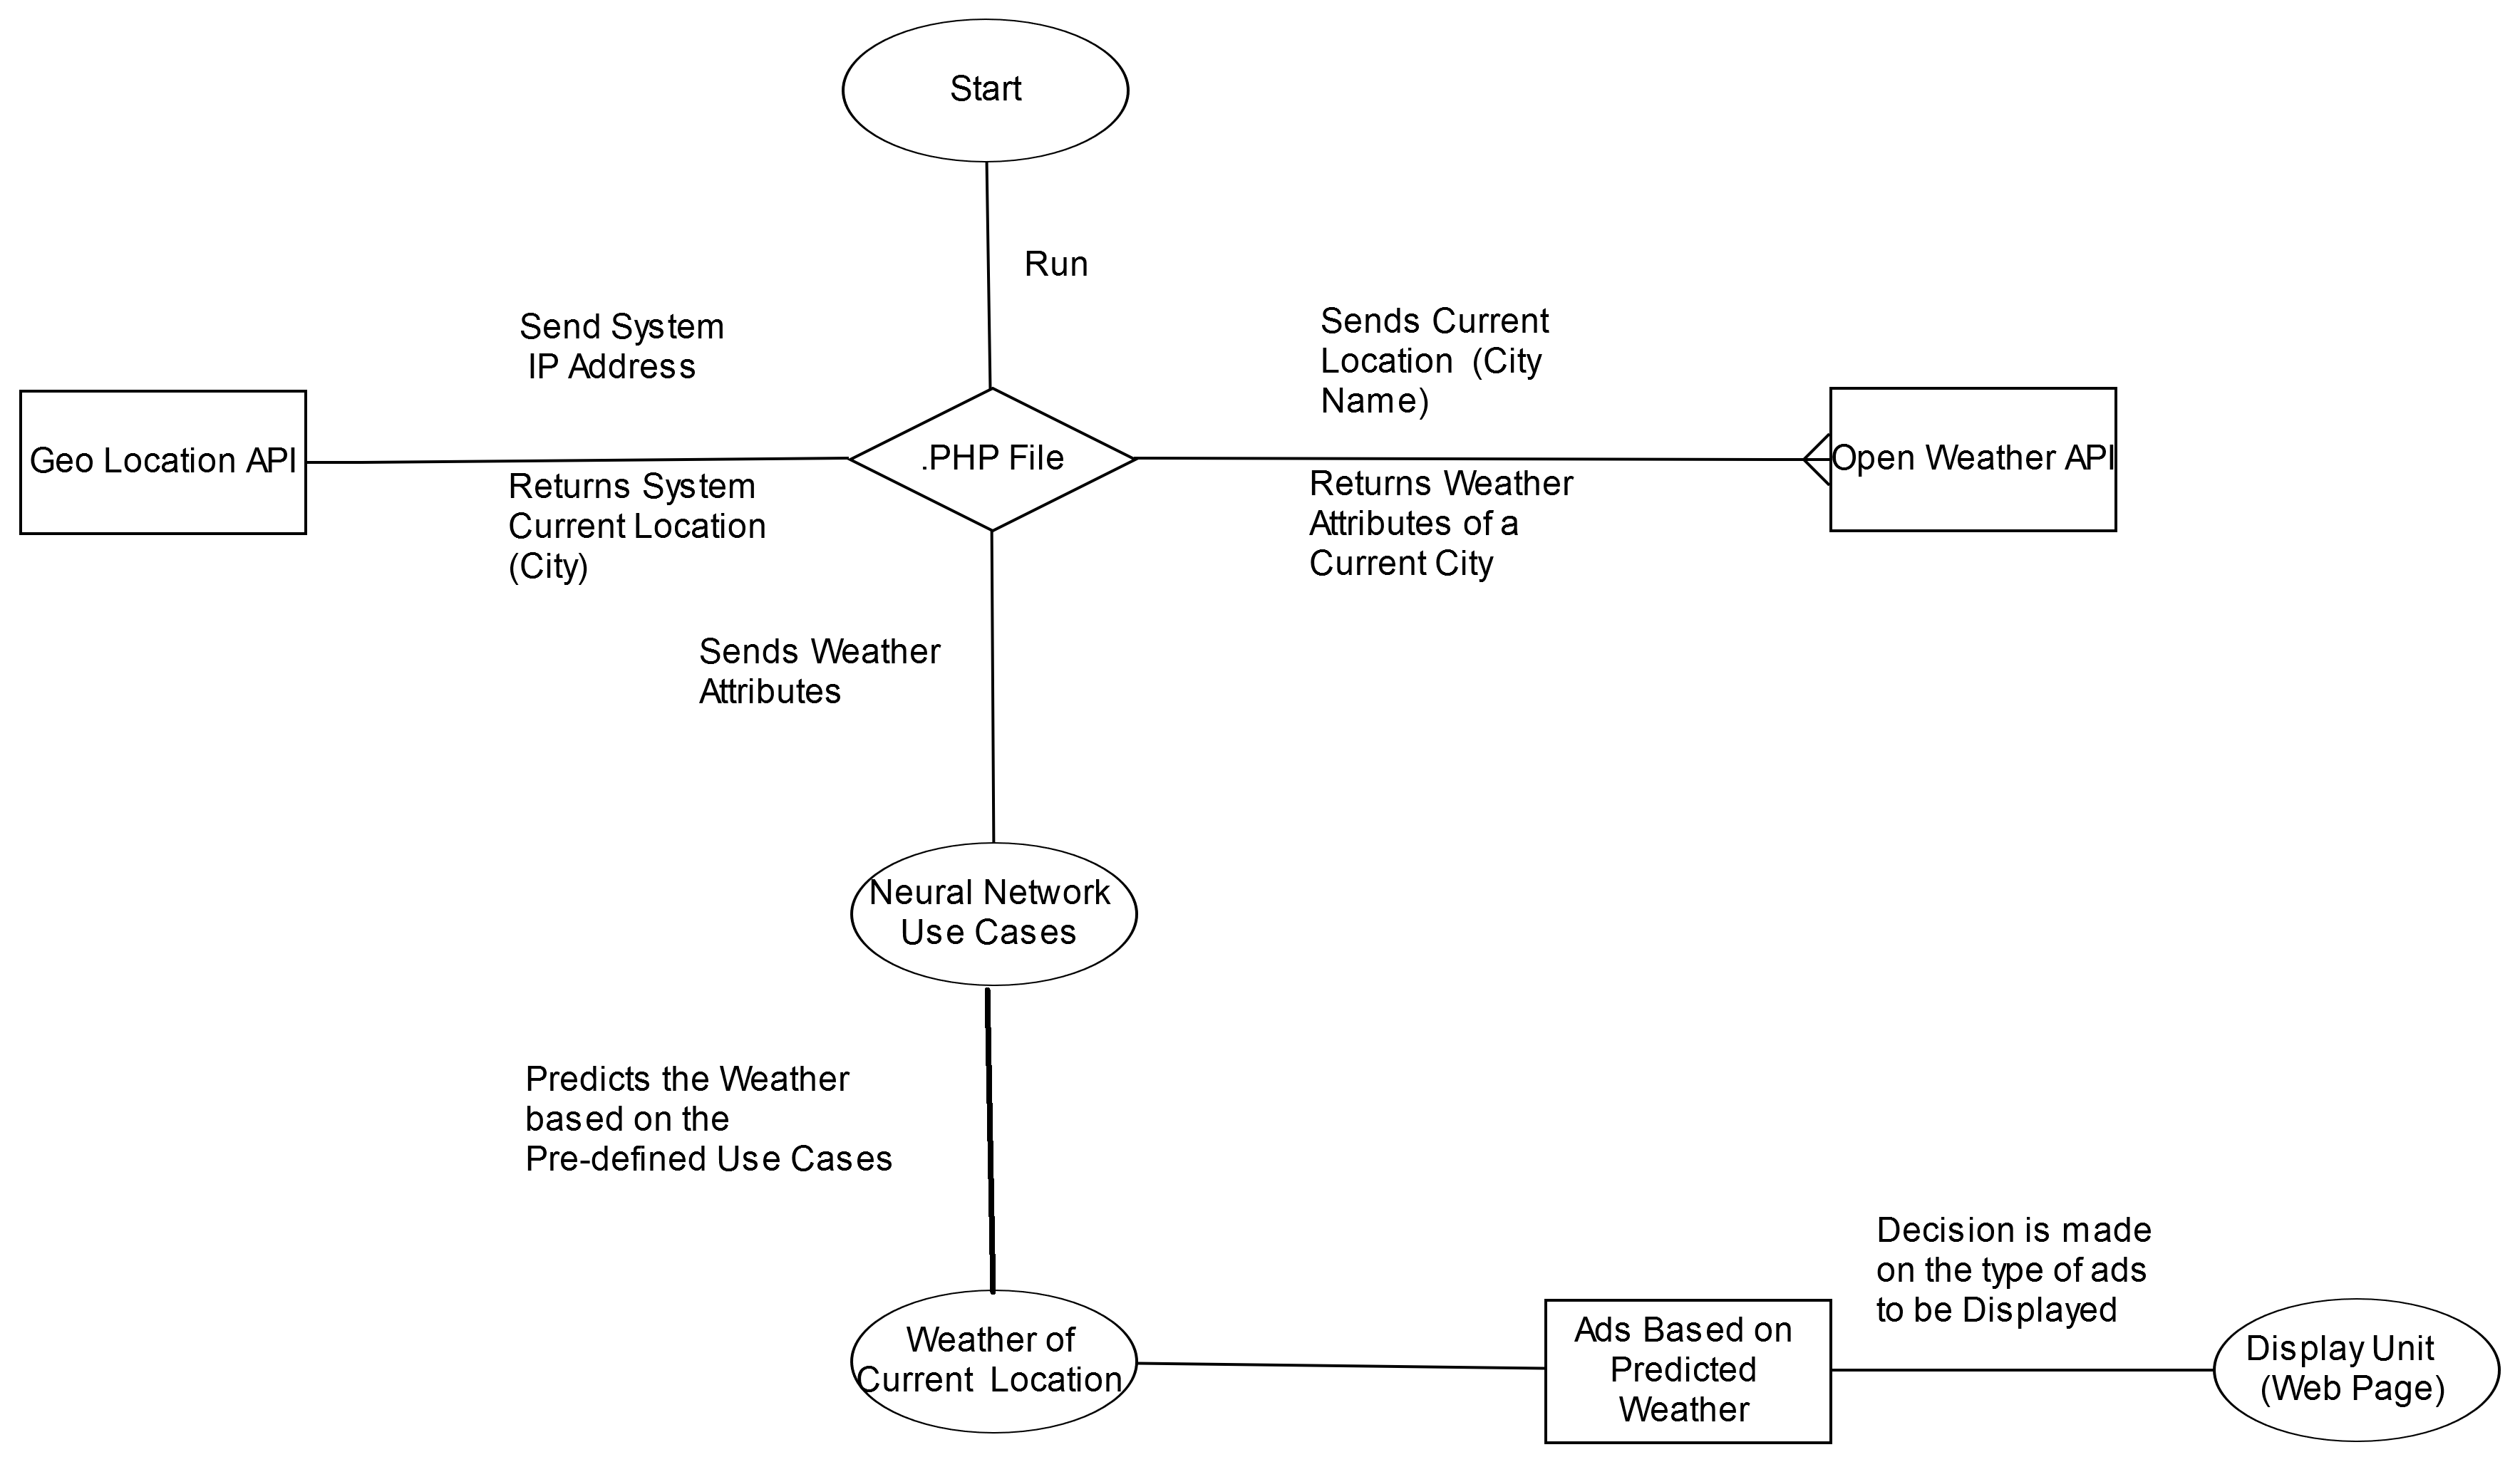 Start
Run
Send System
IP Address
Sends Current
Location (City
Name)
Geo Location API
.PHP File
Open Weather API
Returns System
Current Location
(City)
Returns Weather
Attributes of a
Current City
Sends Weather
Attributes
Neural Network
Use Cases
Predicts the Weather
based on the
Pre-defined Use Cases
Weather of
Current Location
Ads Based on
Predicted
Weather
Decision is made
on the type of ads
to be Displayed
Display Unit
(Web Page)